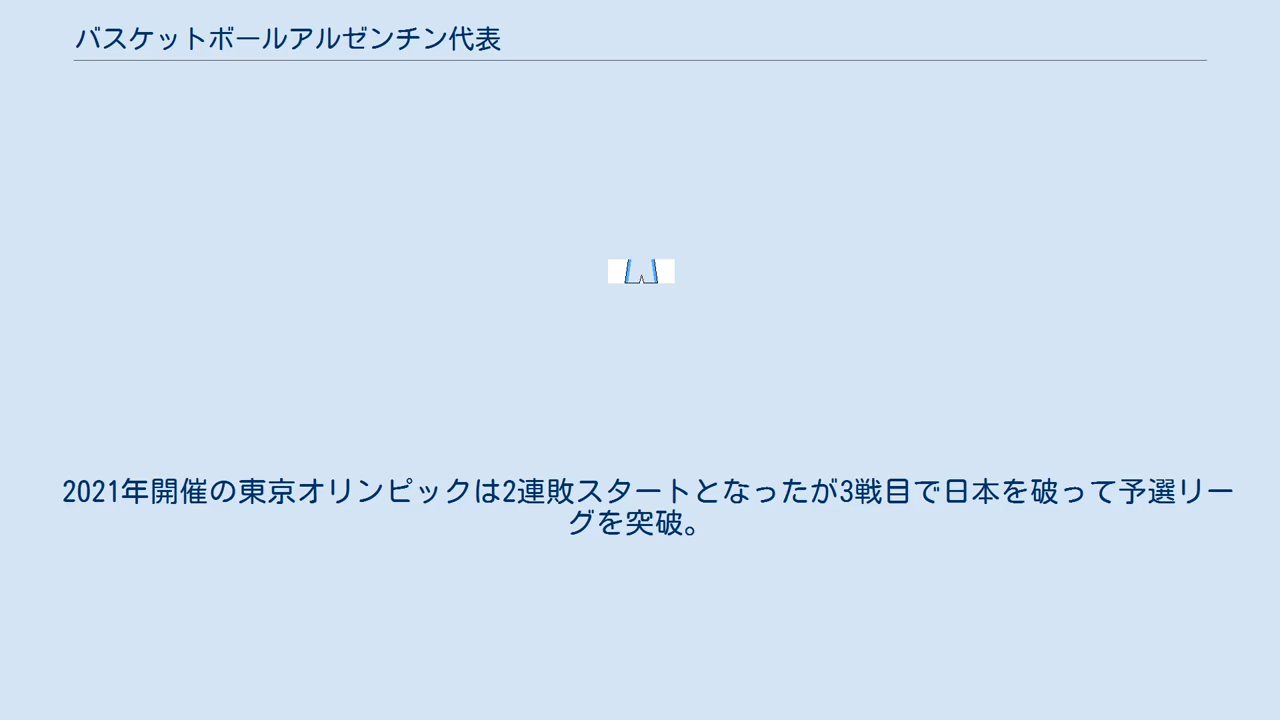 バスケットボールアルゼンチン代表
2021年開催の東京オリンピックは2連敗スタートとなったが3戦目で日本を破って予選リー
グを突破。